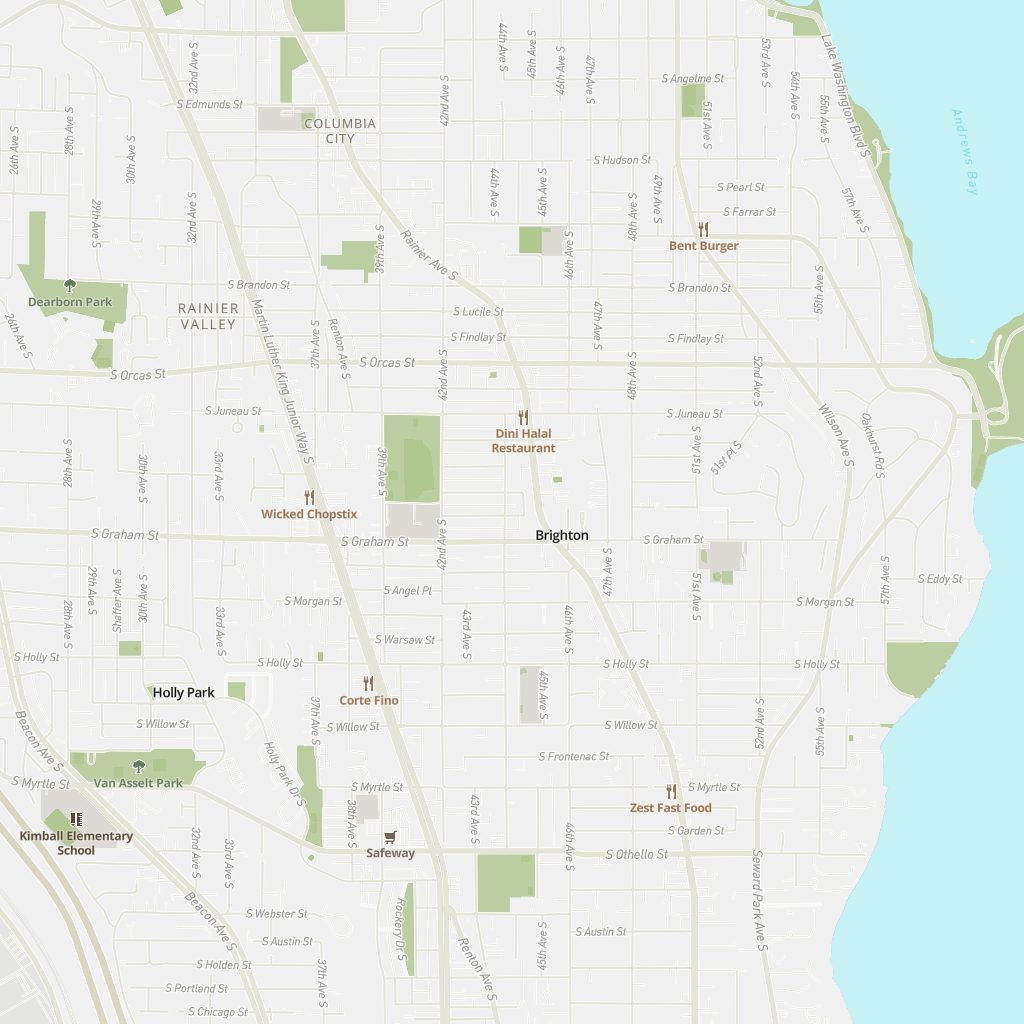 44th Ave S
45th Ave S
46th Ave S
47th Ave S
53rd Ave S
54th Ave S
55th Ave S
Lake Washington Blvd S
32nd Ave S
S Angeline St
42nd Ave S
S Edmunds St
51st Ave S
COLUMBIA
CITY
Andrews Bay
26th Ave S
28th Ave S
30th Ave S
S Hudson St
44th Ave S
45th Ave S
49th Ave S
S Pearl St
57th Ave S
29th Ave S
32nd Ave S
48th Ave S
S Farrar St
39th Ave S
Rainier Ave S
46th Ave S
Bent Burger
S Brandon St
S Brandon St
55th Ave S
Dearborn Park
RAINIER
VALLEY
S Lucile St
47th Ave S
26th Ave S
Martin Luther King Junior Way S
37th Ave S
Renton Ave S
S Findlay St
S Findlay St
S Orcas St
S Orcas St
42nd Ave S
48th Ave S
52nd Ave S
S Juneau St
S Juneau St
Dini Halal
Restaurant
Wilson Ave S
Oakhurst Rd S
28th Ave S
30th Ave S
33rd Ave S
39th Ave S
51st Ave S
51st Pl S
Wicked Chopstix
S Graham St
S Graham St
42nd Ave S
Brighton
S Graham St
29th Ave S
Shaffer Ave S
30th Ave S
28th Ave S
33rd Ave S
S Angel Pl
S Morgan St
47th Ave S
51st Ave S
57th Ave S
S Eddy St
S Morgan St
43rd Ave S
46th Ave S
S Warsaw St
S Holly St
S Holly St
S Holly St
S Holly St
Holly Park
Corte Fino
45th Ave S
37th Ave S
S Willow St
S Willow St
S Willow St
52nd Ave S
55th Ave S
Beacon Ave S
Holly Park Dr S
S Frontenac St
Van Asselt Park
S Myrtle St
S Myrtle St
S Myrtle St
Zest Fast Food
38th Ave S
43rd Ave S
S Garden St
Kimball Elementary
School
Safeway
46th Ave S
S Othello St
32nd Ave S
33rd Ave S
Seward Park Ave S
Beacon Ave S
S Webster St
Rockery Dr S
S Austin St
S Austin St
45th Ave S
Renton Ave S
S Holden St
37th Ave S
S Portland St
S Chicago St